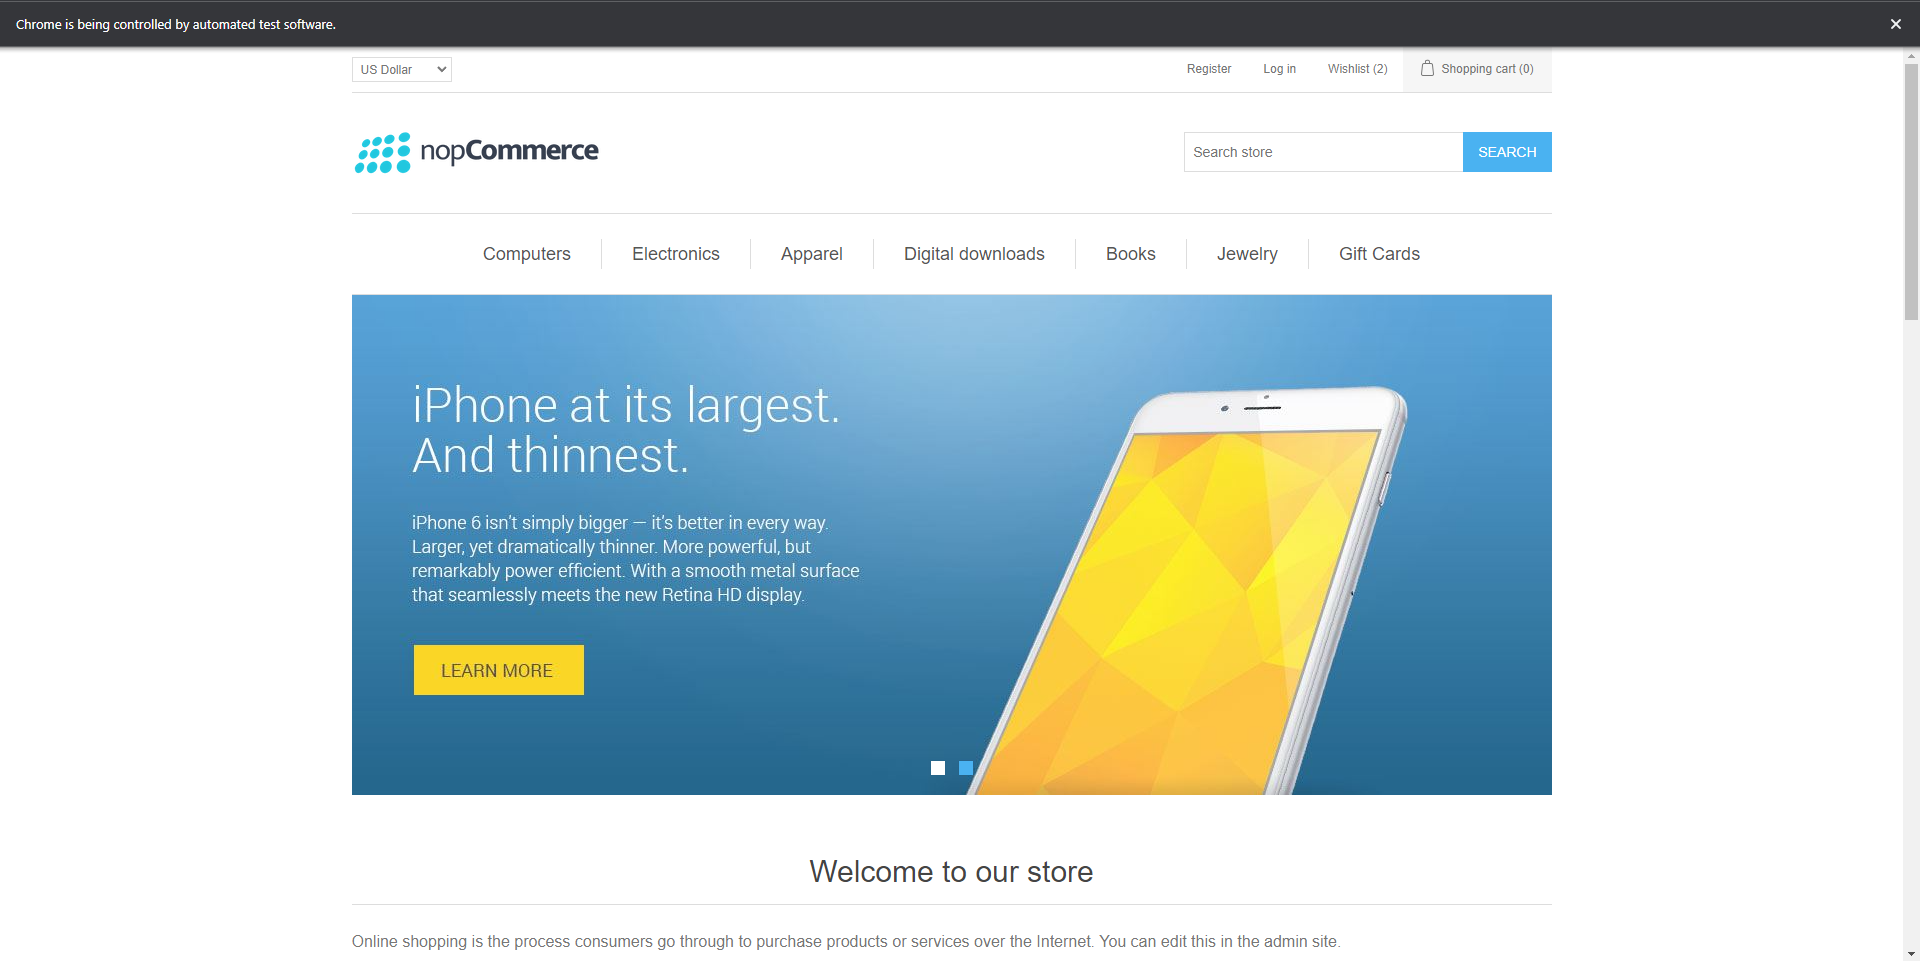 Chrome is being controlled by automated test software.
US Dollar
Register
Log in
Wishlist (2)
Shopping cart (0)
nopCommerce
Search store
SEARCH
Computers
Electronics
Apparel
Digital downloads
Books
Jewelry
Gift Cards
iPhone at its largest.
And thinnest.
iPhone 6 isn't simply bigger — it's better in every way.
Larger, yet dramatically thinner. More powerful, but
remarkably power efficient. With a smooth metal surface
that seamlessly meets the new Retina HD display.
LEARN MORE
Welcome to our store
Online shopping is the process consumers go through to purchase products or services over the Internet. You can edit this in the admin site.